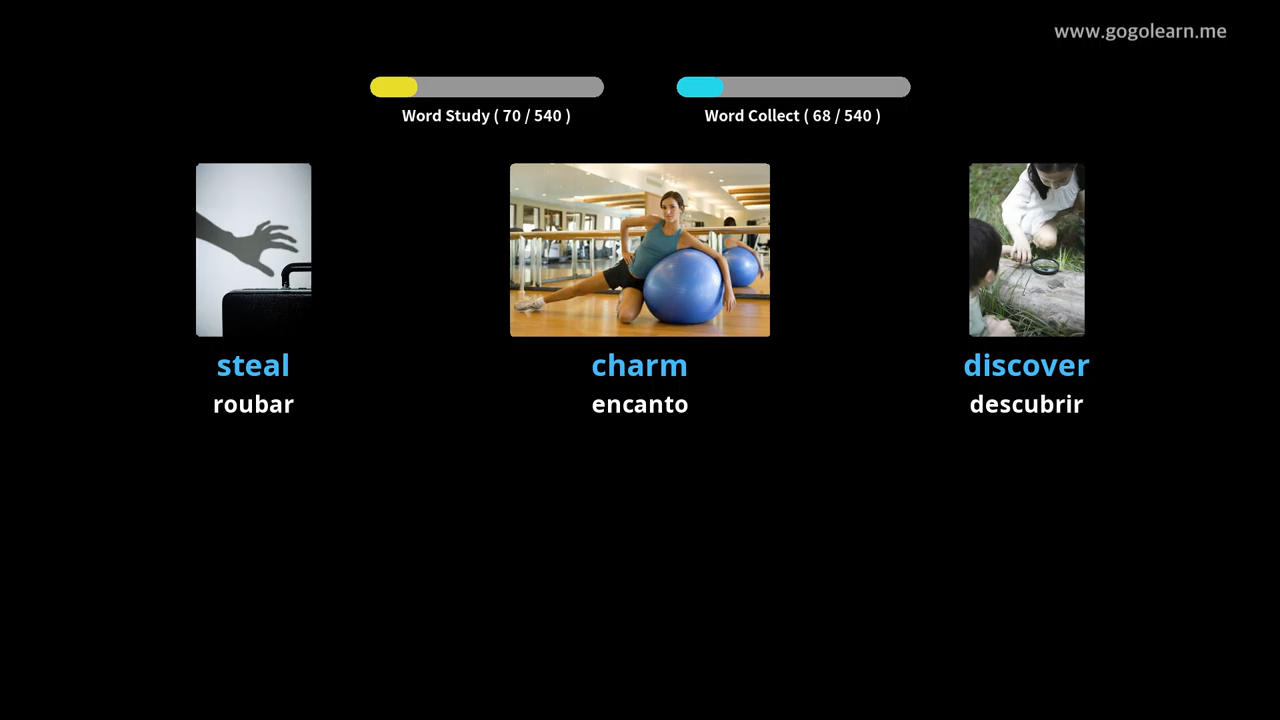 www.gogolearn.me
Word Study ( 70 / 540 )
Word Collect ( 68 / 540 )
steal
roubar
charm
encanto
discover
descubrir